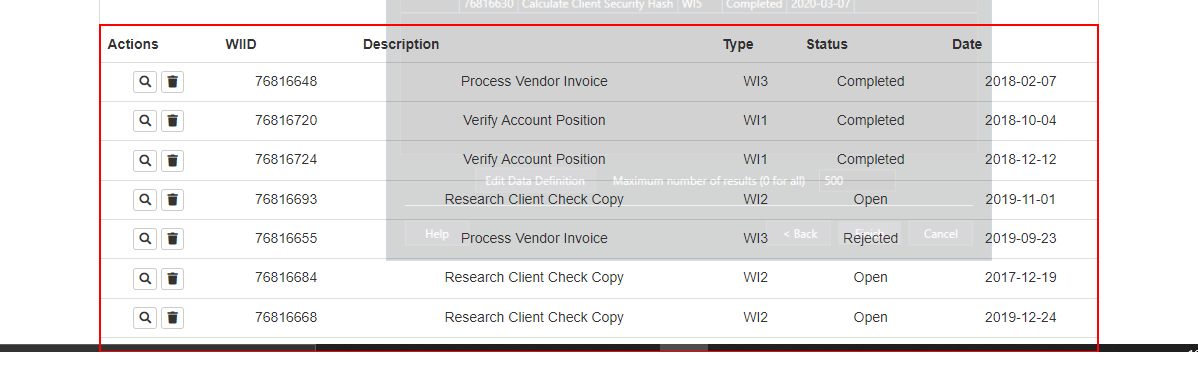 76816630 Calculate Client Security Hash WI5 Completed 2020-03-07
Actions WIID Description Type Status Date
76816648 Process Vendor Invoice WI3 Completed 2018-02-07
76816720 Verify Account Position WI1 Completed 2018-10-04
76816724 Verify Account Position WI1 Completed 2018-12-12
Edit Data Definition Maximum number of results (0 for all) 500
76816693 Research Client Check Copy WI2 Open 2019-11-01
Help < Back Finish Cancel
76816655 Process Vendor Invoice WI3 Rejected 2019-09-23
76816684 Research Client Check Copy WI2 Open 2017-12-19
76816668 Research Client Check Copy WI2 Open 2019-12-24